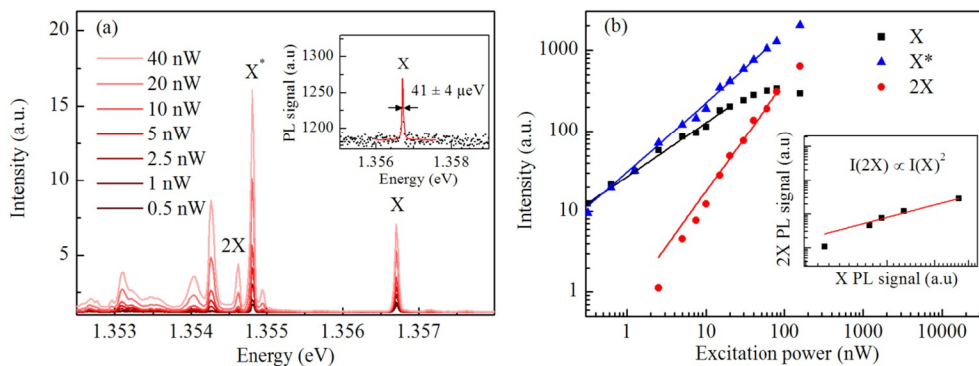 (a)
20
15
10
5
Intensity (a.u.)
40 nW
20 nW
10 nW
5 nW
2.5 nW
1 nW
0.5 nW
X*
2X
X
1.353
1.354
1.355
1.356
1.357
Energy (eV)
1300
1250
1200
PL signal (a.u)
X
41 ± 4 µeV
1.356
1.358
Energy (eV)
(b)
X
X*
2X
1000
100
10
1
Intensity (a.u.)
1
10
100
1000
10000
Excitation power (nW)
I(2X) ∝ I(X)²
2X PL signal (a.u)
X PL signal (a.u)